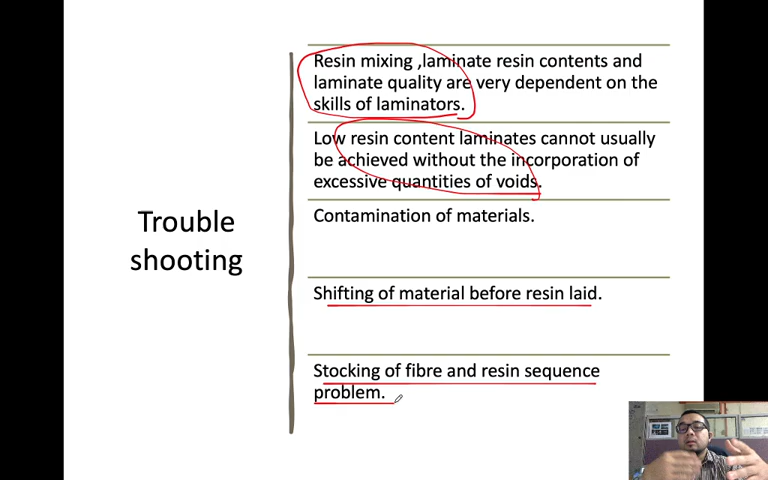 Trouble
shooting
Resin mixing ,laminate resin contents and
laminate quality are very dependent on the
skills of laminators.
Low resin content laminates cannot usually
be achieved without the incorporation of
excessive quantities of voids.
Contamination of materials.
Shifting of material before resin laid.
Stocking of fibre and resin sequence
problem.